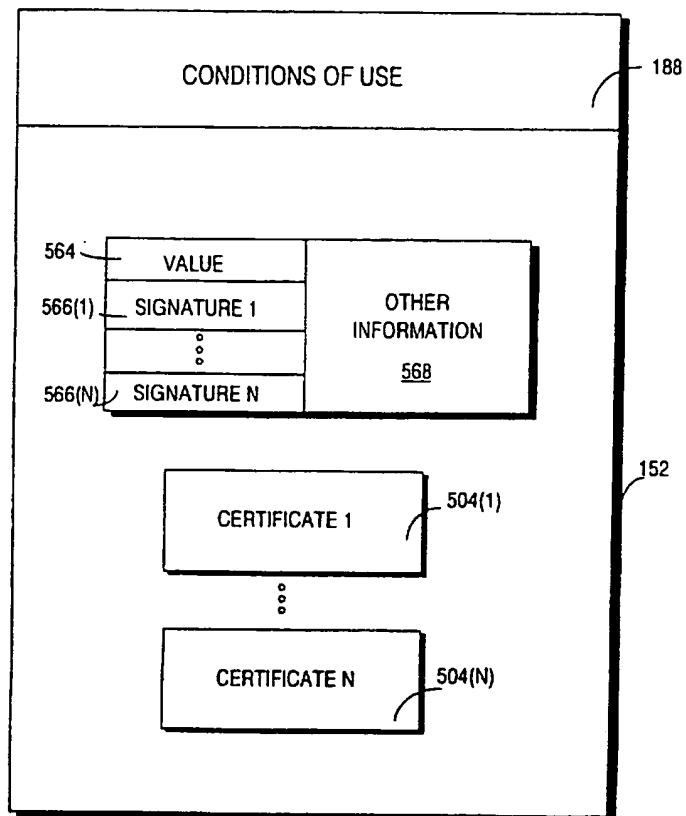 CONDITIONS OF USE
188
564
VALUE
566(1)
SIGNATURE 1
566(N)
SIGNATURE N
OTHER
INFORMATION
568
152
CERTIFICATE 1
504(1)
CERTIFICATE N
504(N)